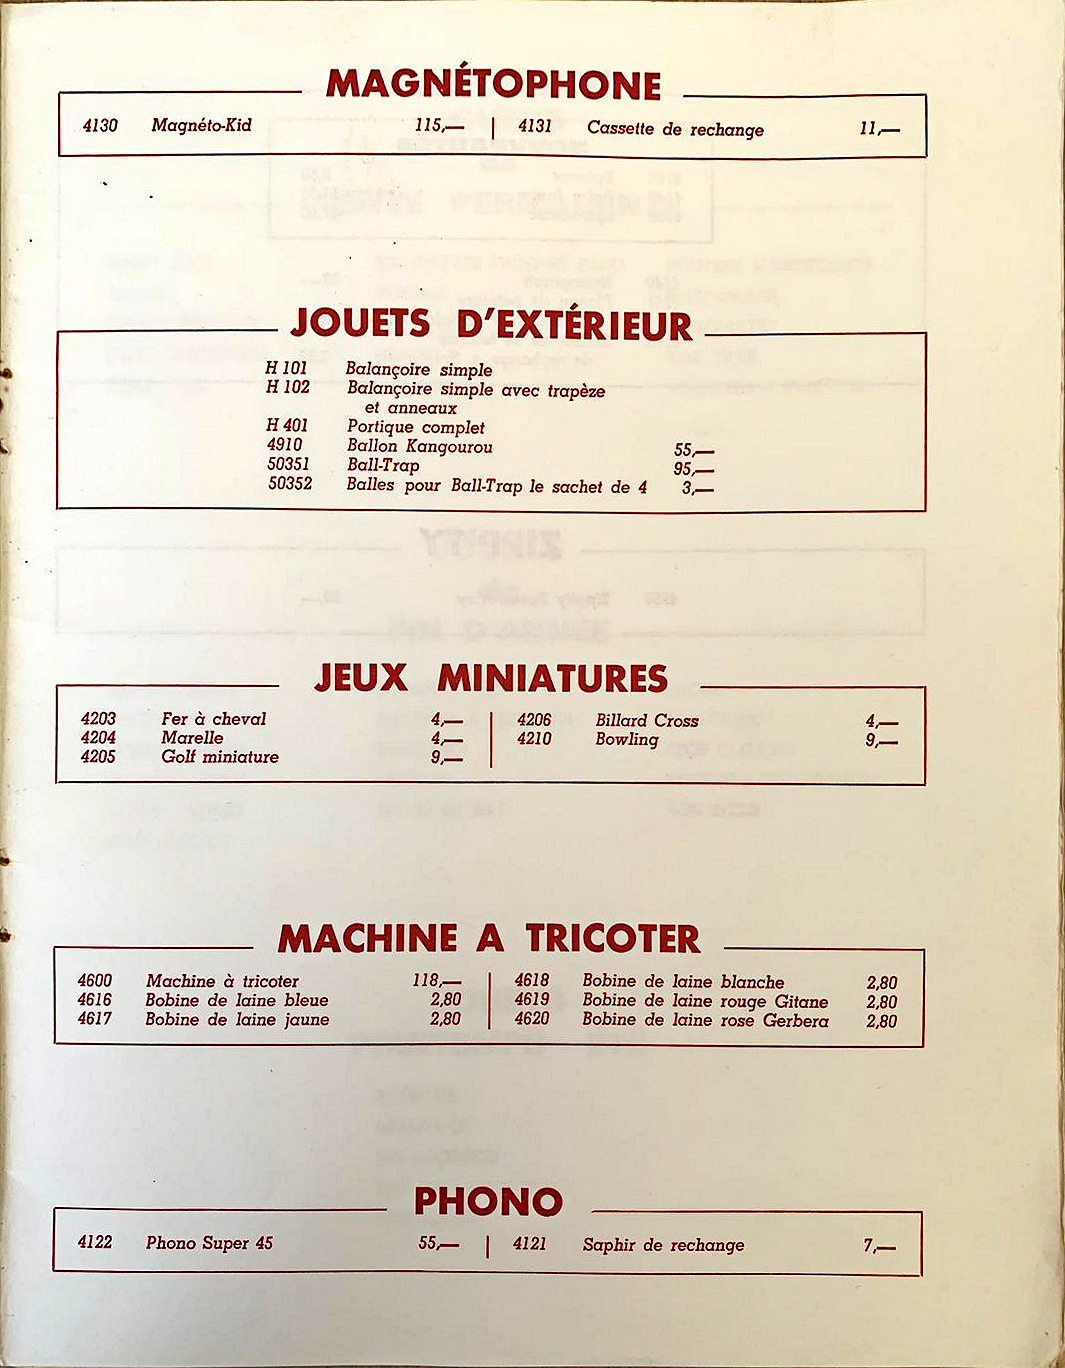 MAGNÉTOPHONE
4130 Magnéto-Kid 115,—
4131 Cassette de rechange 11,—
JOUETS D'EXTÉRIEUR
H 101 Balançoire simple
H 102 Balançoire simple avec trapèze
et anneaux
H 401 Portique complet
4910 Ballon Kangourou 55,—
50351 Ball-Trap 95,—
50352 Balles pour Ball-Trap le sachet de 4 3,—
JEUX MINIATURES
4203 Fer à cheval 4,—
4204 Marelle 4,—
4205 Golf miniature 9,—
4206 Billard Cross 4,—
4210 Bowling 9,—
MACHINE A TRICOTER
4600 Machine à tricoter 118,—
4616 Bobine de laine bleue 2,80
4617 Bobine de laine jaune 2,80
4618 Bobine de laine blanche 2,80
4619 Bobine de laine rouge Gitane 2,80
4620 Bobine de laine rose Gerbera 2,80
PHONO
4122 Phono Super 45 55,—
4121 Saphir de rechange 7,—